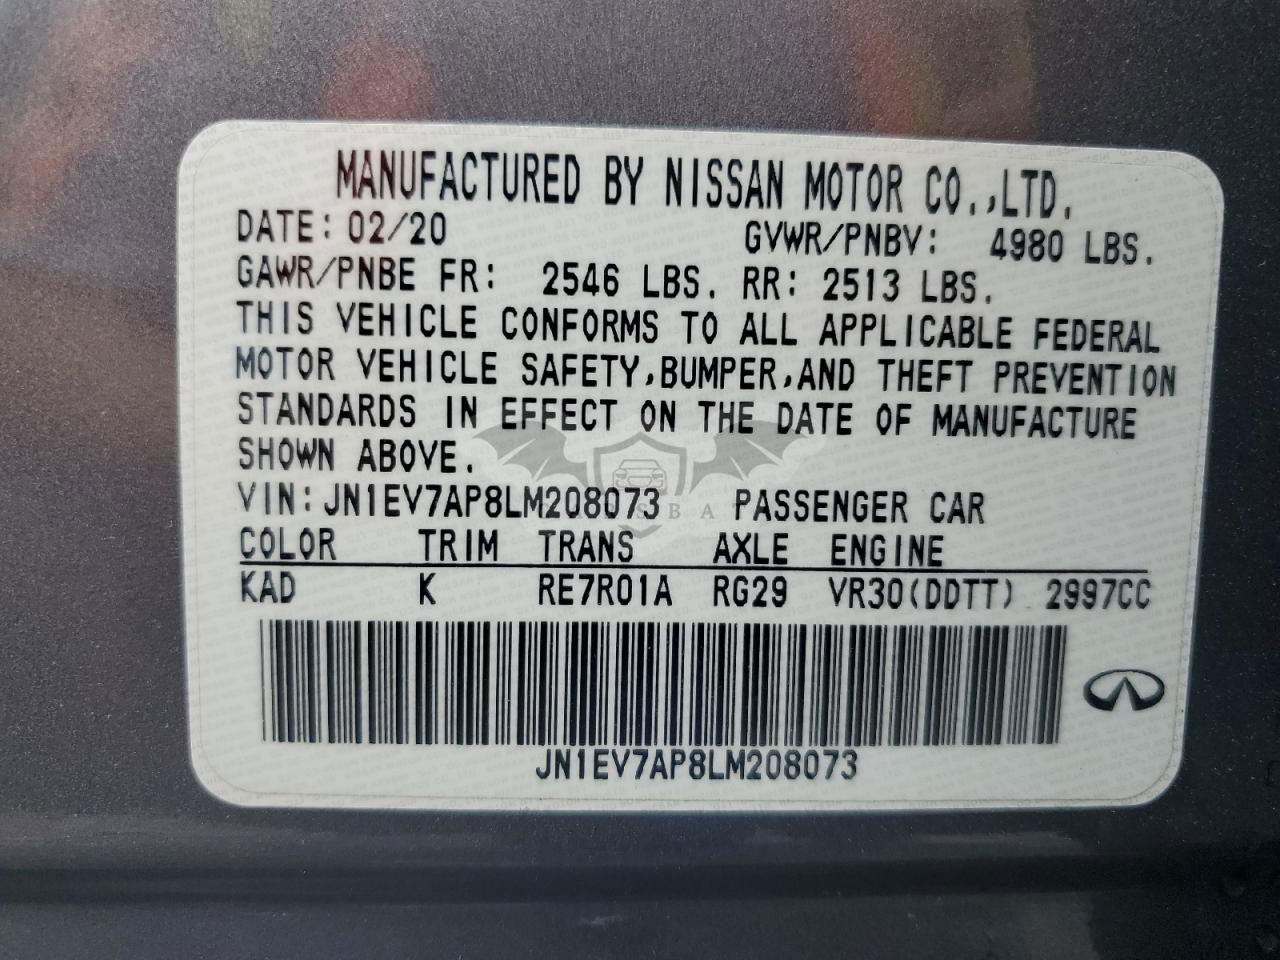 MANUFACTURED BY NISSAN MOTOR CO.,LTD.
DATE: 02/20 GVWR/PNBV: 4980 LBS.
GAWR/PNBE FR: 2546 LBS. RR: 2513 LBS.
THIS VEHICLE CONFORMS TO ALL APPLICABLE FEDERAL
MOTOR VEHICLE SAFETY,BUMPER,AND THEFT PREVENTION
STANDARDS IN EFFECT ON THE DATE OF MANUFACTURE
SHOWN ABOVE.
VIN:JN1EV7AP8LM208073 PASSENGER CAR
COLOR TRIM TRANS AXLE ENGINE
KAD K RE7R01A RG29 VR30(DDTT) 2997CC
JN1EV7AP8LM208073